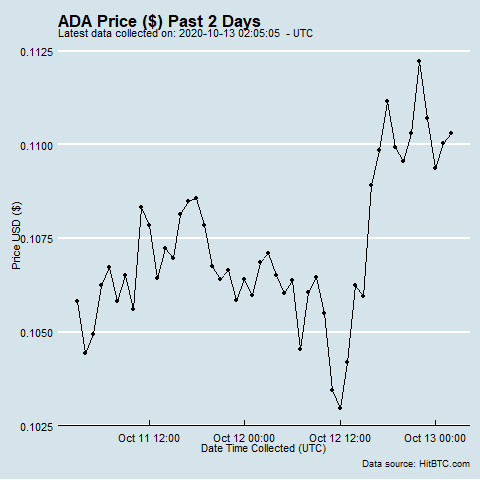 ADA Price ($) Past 2 Days
Latest data collected on: 2020-10-13 02:05:05 - UTC
0.1125
0.1100
0.1075
0.1050
0.1025
Price USD ($)
Oct 11 12:00 Oct 12 00:00 Oct 12 12:00 Oct 13 00:00
Date Time Collected (UTC)
Data source: HitBTC.com